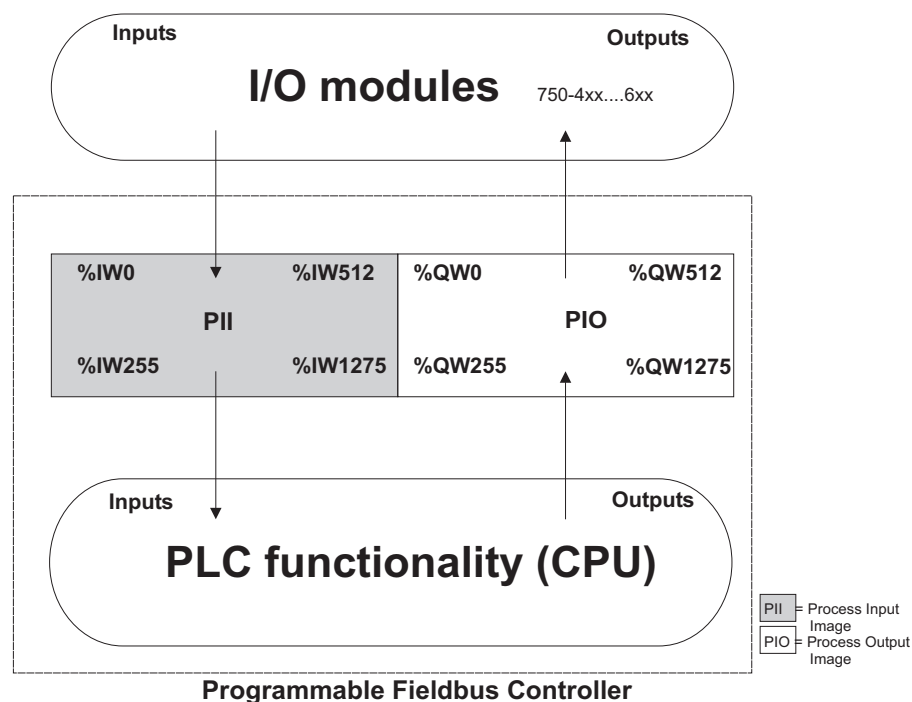 Inputs
Outputs
I/O modules 750-4xx....6xx
%IW0 %IW512 %QW0 %QW512
PII PIO
%IW255 %IW1275 %QW255 %QW1275
Inputs
Outputs
PLC functionality (CPU)
PII = Process Input
Image
PIO = Process Output
Image
Programmable Fieldbus Controller